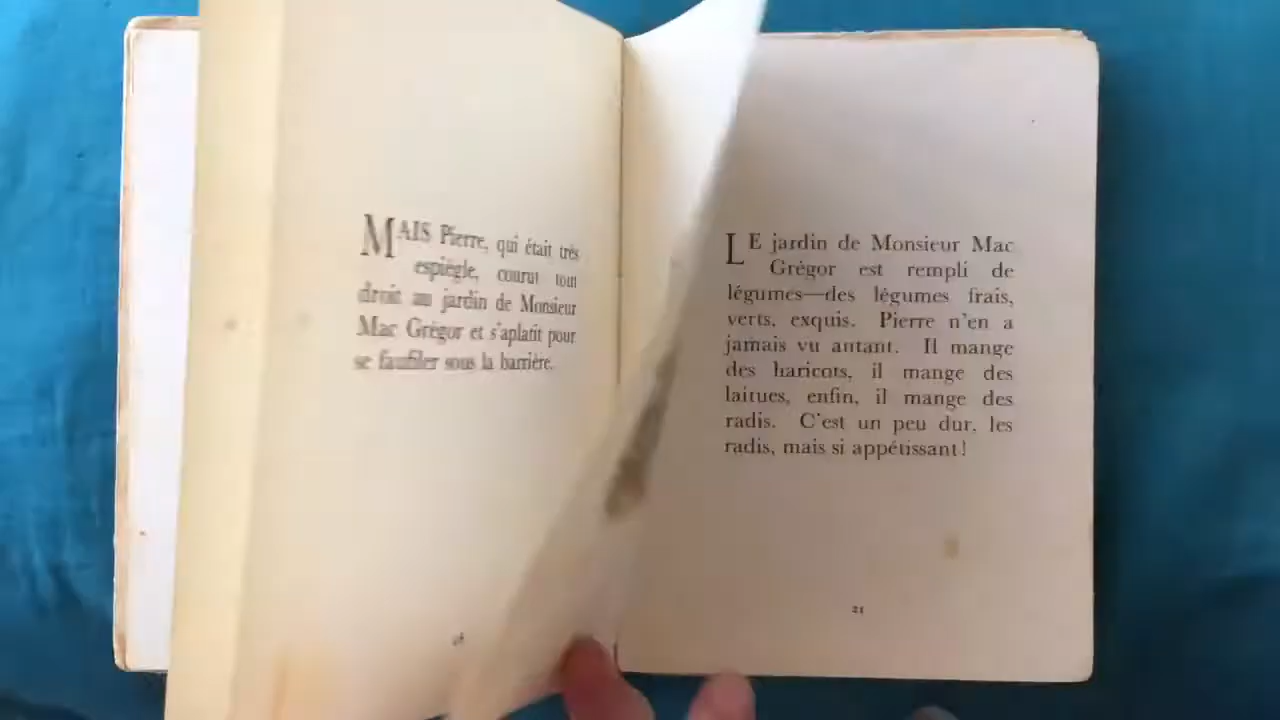 MAIS Pierre, qui était très
espiègle, courut tout
droit au jardin de Monsieur
Mac Grégor et s'aplatit pour
se faufiler sous la barrière.
LE jardin de Monsieur Mac
Grégor est rempli de
légumes—des légumes frais,
verts, exquis. Pierre n'en a
jamais vu autant. Il mange
des haricots, il mange des
laitues, enfin, il mange des
radis. C'est un peu dur, les
radis, mais si appétissant!
21